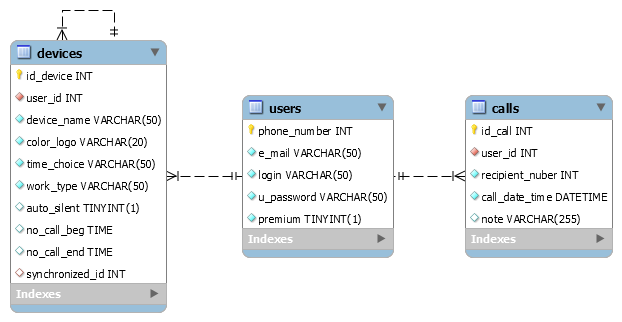 devices
id_device INT
user_id INT
device_name VARCHAR(50)
color_logo VARCHAR(20)
time_choice VARCHAR(50)
work_type VARCHAR(50)
auto_silent TINYINT(1)
no_call_beg TIME
no_call_end TIME
synchronized_id INT
Indexes
users
phone_number INT
e_mail VARCHAR(50)
login VARCHAR(50)
u_password VARCHAR(50)
premium TINYINT(1)
Indexes
calls
id_call INT
user_id INT
recipient_nuber INT
call_date_time DATETIME
note VARCHAR(255)
Indexes